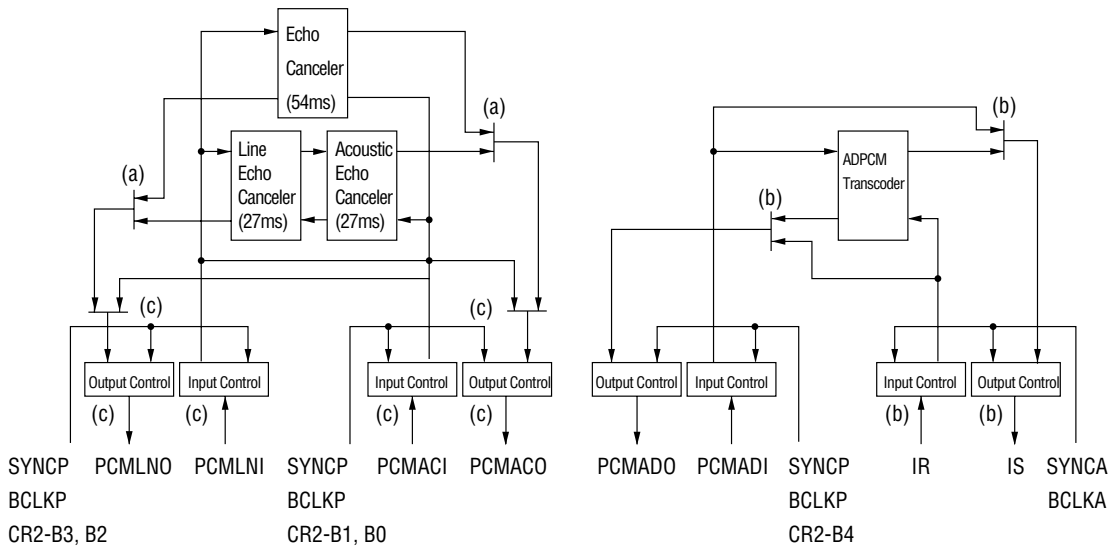 Echo
Canceler
(54ms)
(a)
(b)
Line
Echo
Canceler
(27ms)
Acoustic
Echo
Canceler
(27ms)
ADPCM
Transcoder
(a)
(b)
(c)
(c)
Output Control
Input Control
Input Control
Output Control
Output Control
Input Control
Input Control
Output Control
(c)
(c)
(c)
(c)
(b)
(b)
SYNCP
BCLKP
CR2-B3, B2
PCMLNO
PCMLNI
SYNCP
BCLKP
CR2-B1, B0
PCMACI
PCMACO
PCMADO
PCMADI
SYNCP
BCLKP
CR2-B4
IR
IS
SYNCA
BCLKA